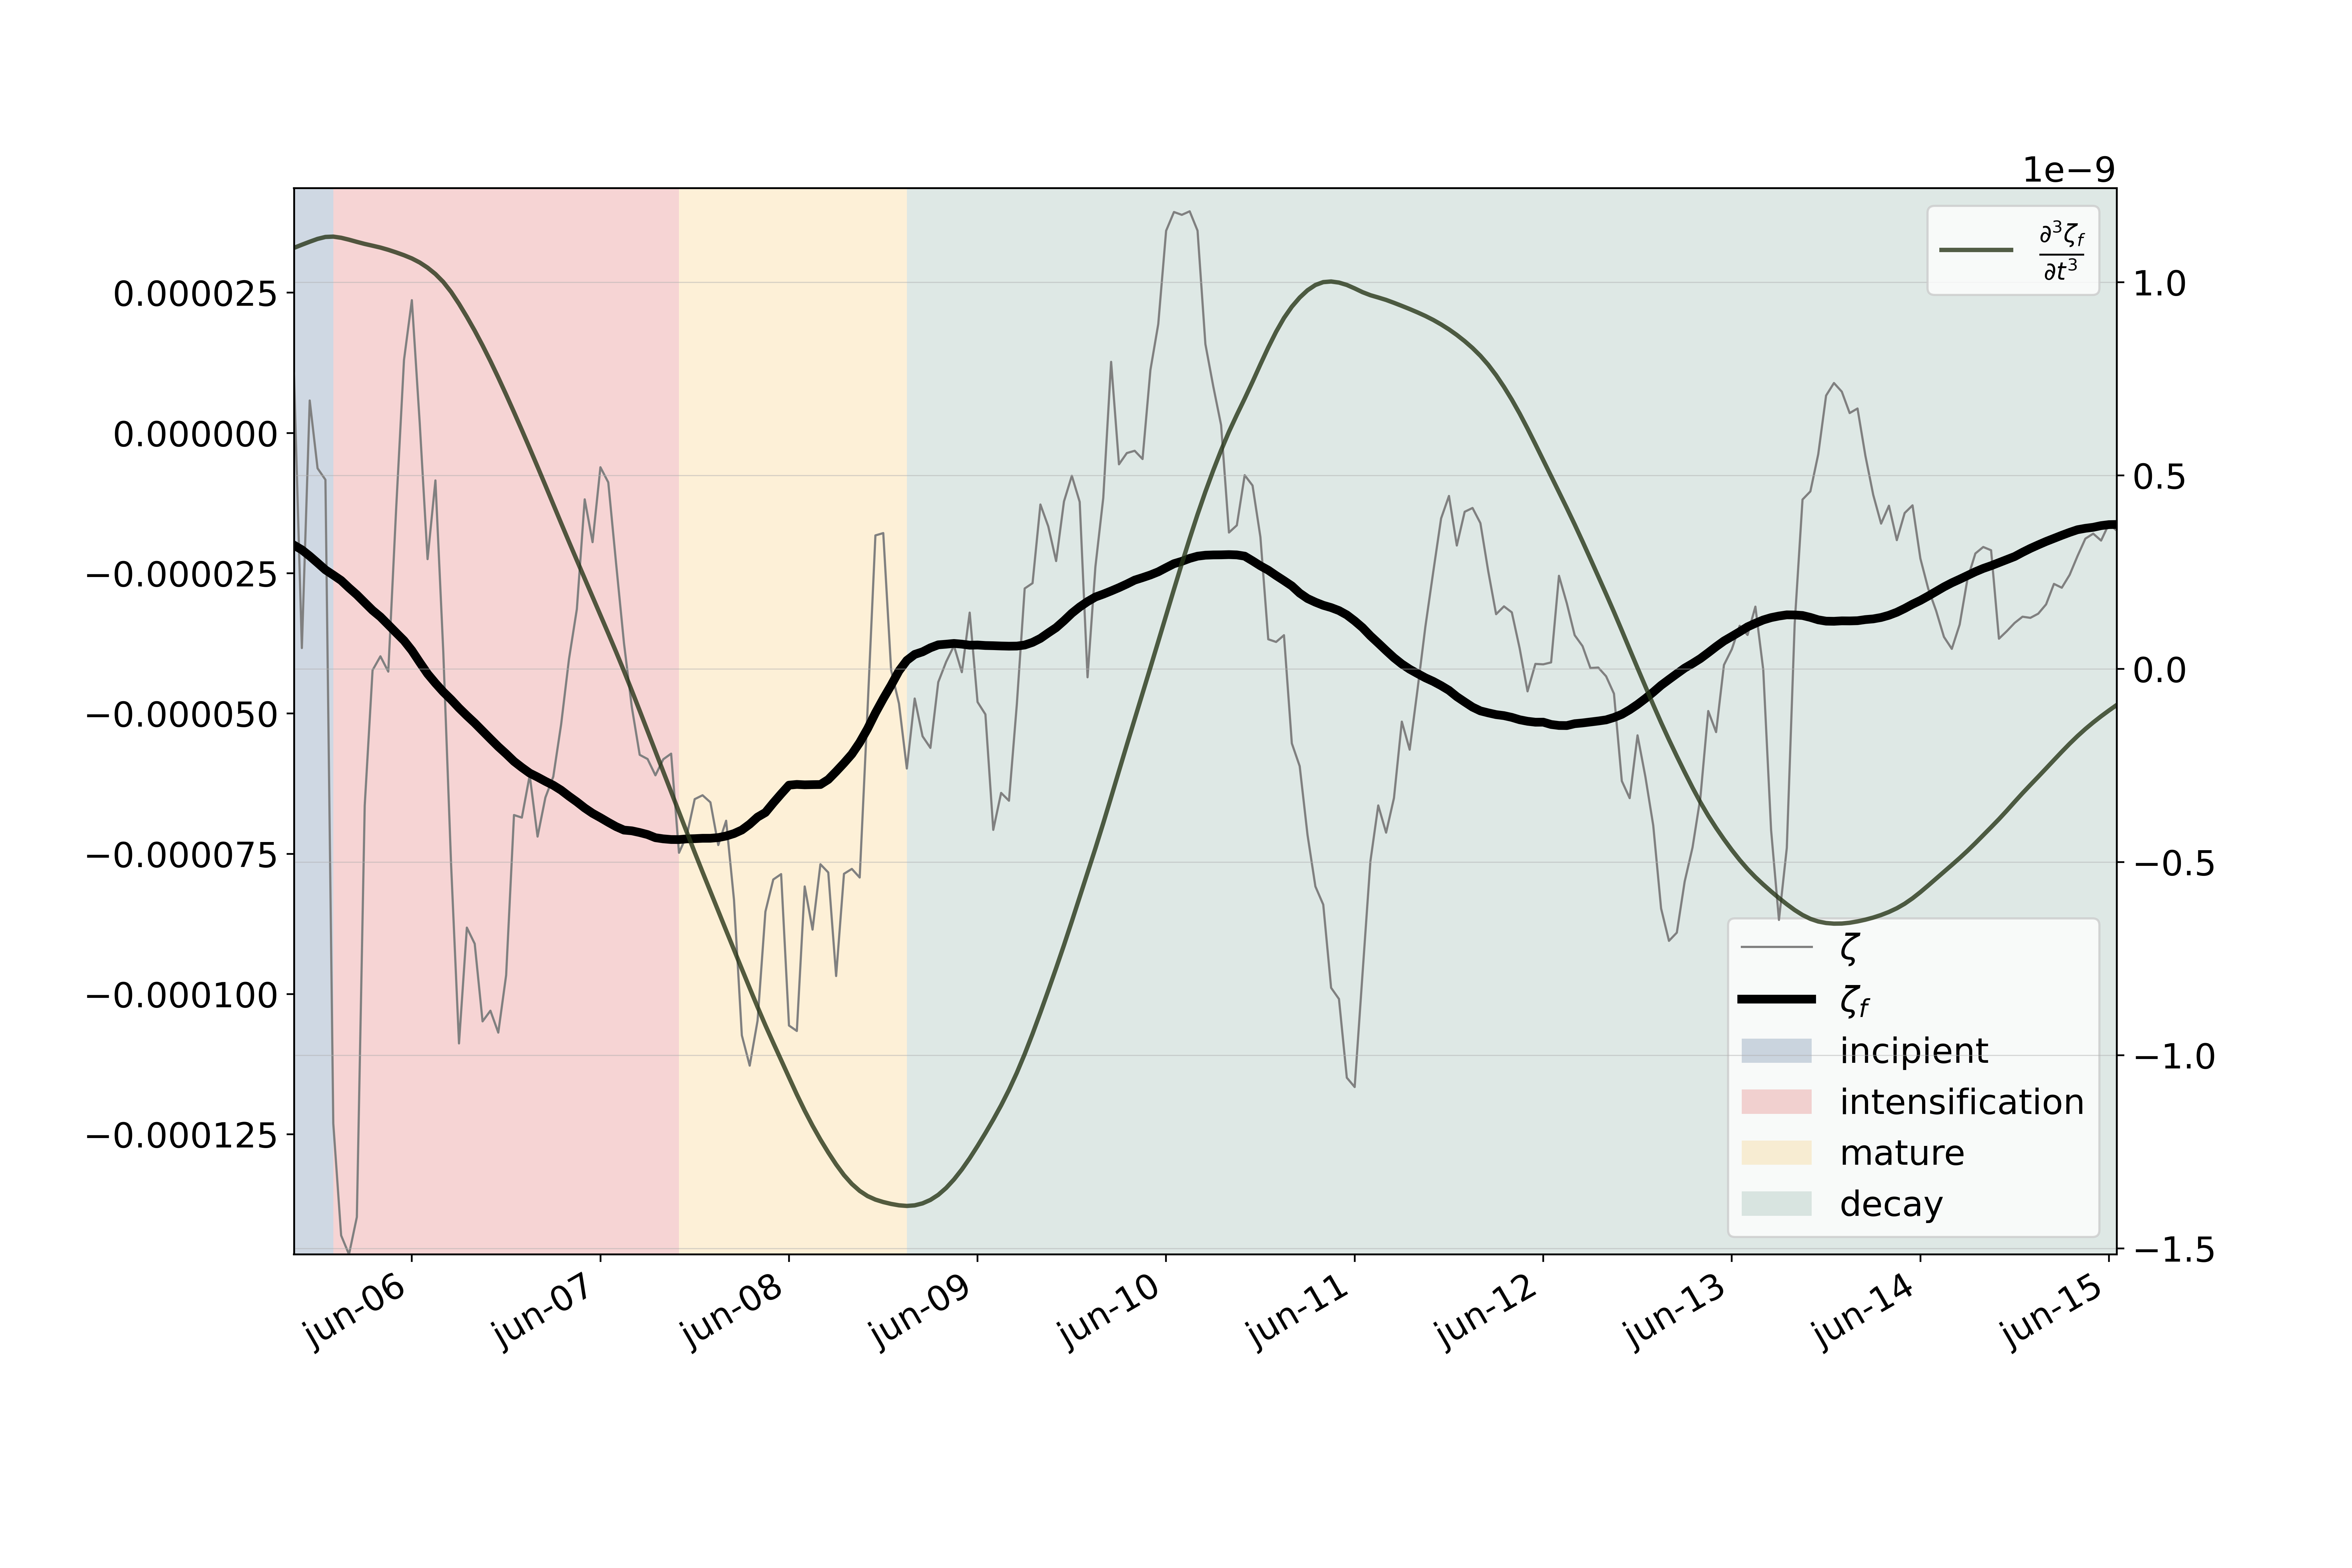 1e−9
∂³ζf
∂t³
0.000025
0.000000
−0.000025
−0.000050
−0.000075
−0.000100
−0.000125
1.0
0.5
0.0
−0.5
−1.0
−1.5
ζ
ζf
incipient
intensification
mature
decay
jun-06
jun-07
jun-08
jun-09
jun-10
jun-11
jun-12
jun-13
jun-14
jun-15